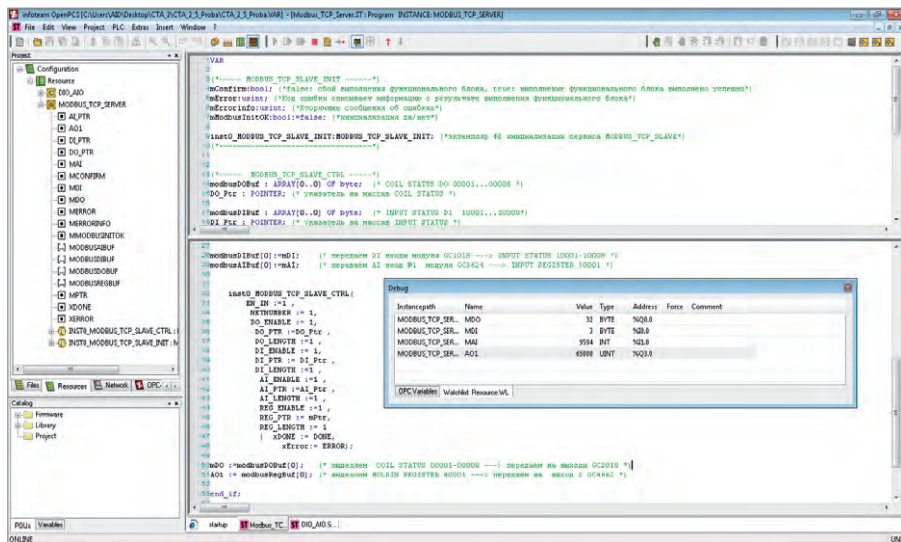 infoteam OpenPCS [C:\Users\AID\Desktop\CTA_2\CTA_2_5_Proba\CTA_2_5_Proba.VAR] - [Modbus_TCP_Server.ST : Program INSTANCE: MODBUS_TCP_SERVER]
File Edit View Project PLC Extras Insert Window ?
Project
Configuration
Resource
DIO_AIO
MODBUS_TCP_SERVER
AI_PTR
AO1
DI_PTR
DO_PTR
MAI
MCONFIRM
MDI
MDO
MERROR
MERRORINFO
MMODBUSINITOK
MODBUSAIBUF
MODBUSDIBUF
MODBUSDOBUF
MODBUSREGBUF
MPTR
XDONE
XERROR
INST0_MODBUS_TCP_SLAVE_CTRL :
INST0_MODBUS_TCP_SLAVE_INIT : M
Files Resources Network OPC-
Catalog
Firmware
Library
Project
POUs Variables
VAR
(*----- MODBUS_TCP_SLAVE_INIT ------*)
mConfirm:bool; (*false: сбой выполнения функционального блока, true: выполнение функционального блока выполнено успешно*)
mError:usint; (*Код ошибки описывает информацию о результате выполнения функционального блока*)
mErrorinfo:usint; (*Вторичные сообщения об ошибках*)
mModbusInitOK:bool:=false; (*инициализация да/нет*)
inst0_MODBUS_TCP_SLAVE_INIT:MODBUS_TCP_SLAVE_INIT; (*экземпляр ФБ инициализации сервиса MODBUS_TCP_SLAVE*)
(*----- MODBUS_TCP_SLAVE_CTRL -----*)
modbusDOBuf : ARRAY[0..0] OF byte; (* COIL STATUS DO 00001...00008 *)
DO_Ptr : POINTER; (* указатель на массив COIL STATUS *)
modbusDIBuf : ARRAY[0..0] OF byte; (* INPUT STATUS DI 10001...10008*)
DI_Ptr : POINTER; (* указатель на массив INPUT STATUS *)
modbusDIBuf[0]:=mDI; (* передаем DI входы модуля GC1018 ---> INPUT STATUS 10001-10008 *)
modbusAIBuf[0]:=mAI; (* передаем AI вход №1 модуля GC3624 ---> INPUT REGISTER 30001 *)
inst0_MODBUS_TCP_SLAVE_CTRL(
EN_IN :=1 ,
NETNUMBER := 1,
DO_ENABLE := 1,
DO_PTR :=DO_Ptr ,
DO_LENGTH :=1 ,
DI_ENABLE := 1,
DI_PTR := DI_Ptr ,
DI_LENGTH :=1 ,
AI_ENABLE :=1 ,
AI_PTR :=AI_Ptr ,
AI_LENGTH :=1 ,
REG_ENABLE :=1 ,
REG_PTR := mPtr,
REG_LENGTH := 1
| xDONE := DONE,
xError:= ERROR);
mDO :=modbusDOBuf[0]; (* выделяем COIL STATUS 00001-00008 ---> передаем на выходы GC2018 *)
AO1 := modbusRegBuf[0]; (* выделяем HOLDIN REGISTER 40001 ---> передаем на выход 2 GC4662 *)
end_if;
Debug
Instancepath Name Value Type Address Force Comment
MODBUS_TCP_SER... MDO 32 BYTE %Q0.0
MODBUS_TCP_SER... MDI 3 BYTE %I0.0
MODBUS_TCP_SER... MAI 9594 INT %I1.0
MODBUS_TCP_SER... AO1 65000 UINT %Q3.0
OPC Variables Watchlist Resource:WL
startup Modbus_TC... DIO_AIO.S...
ONLINE